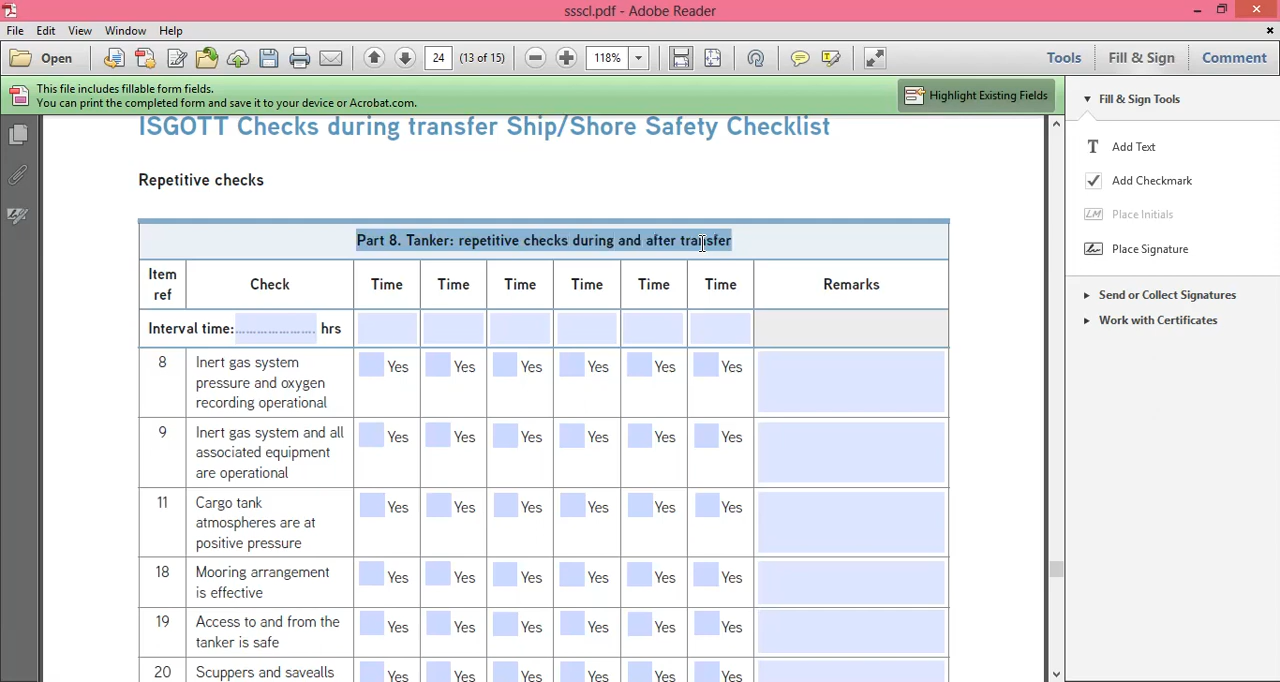 ssscl.pdf - Adobe Reader
File Edit View Window Help
Open 24 (13 of 15) 118% Tools Fill & Sign Comment
This file includes fillable form fields.
You can print the completed form and save it to your device or Acrobat.com.
Highlight Existing Fields
Fill & Sign Tools
Add Text
Add Checkmark
LM Place Initials
Place Signature
Send or Collect Signatures
Work with Certificates
ISGOTT Checks during transfer Ship/Shore Safety Checklist
Repetitive checks
Part 8. Tanker: repetitive checks during and after transfer
Item ref Check Time Time Time Time Time Time Remarks
Interval time:..................... hrs
8 Inert gas system Yes Yes Yes Yes Yes Yes
pressure and oxygen
recording operational
9 Inert gas system and all Yes Yes Yes Yes Yes Yes
associated equipment
are operational
11 Cargo tank Yes Yes Yes Yes Yes Yes
atmospheres are at
positive pressure
18 Mooring arrangement Yes Yes Yes Yes Yes Yes
is effective
19 Access to and from the Yes Yes Yes Yes Yes Yes
tanker is safe
20 Scuppers and savealls Yes Yes Yes Yes Yes Yes